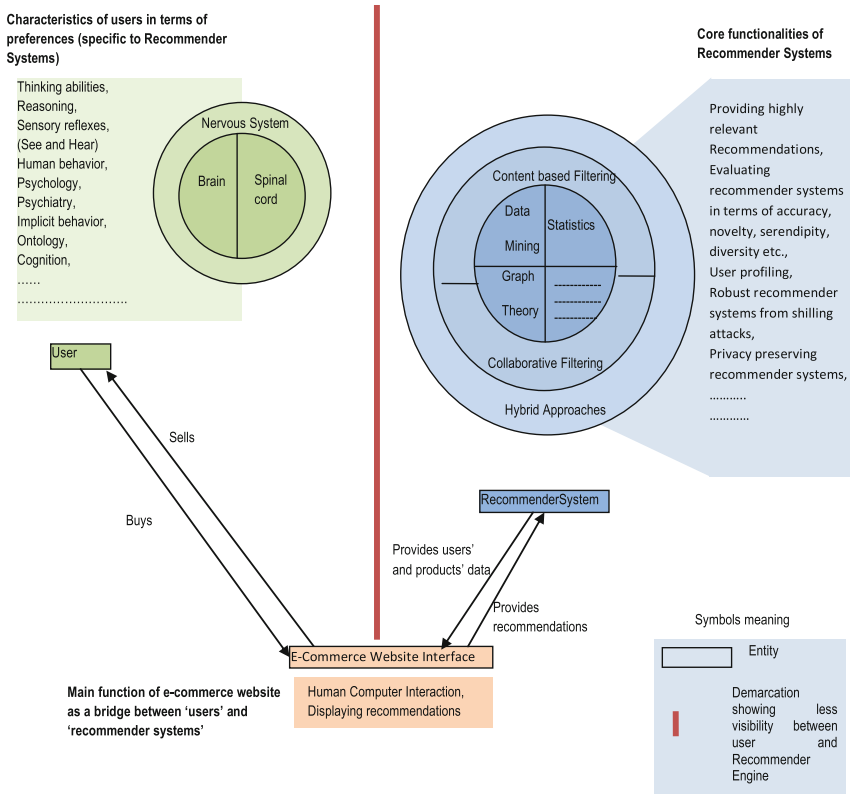 Characteristics of users in terms of
preferences (specific to Recommender
Systems)
Thinking abilities,
Reasoning,
Sensory reflexes,
(See and Hear)
Human behavior,
Psychology,
Psychiatry,
Implicit behavior,
Ontology,
Cognition,
……
……………………….
Nervous System
Brain
Spinal
cord
Core functionalities of
Recommender Systems
Providing highly
relevant
Recommendations,
Evaluating
recommender systems
in terms of accuracy,
novelty, serendipity,
diversity etc.,
User profiling,
Robust recommender
systems from shilling
attacks,
Privacy preserving
recommender systems,
………..
…………
Content based Filtering
Data
Mining
Statistics
Graph
Theory
Collaborative Filtering
Hybrid Approaches
User
Sells
Buys
RecommenderSystem
Provides users’
and products’ data
Provides
recommendations
E-Commerce Website Interface
Main function of e-commerce website
as a bridge between ‘users’ and
‘recommender systems’
Human Computer Interaction,
Displaying recommendations
Symbols meaning
Entity
Demarcation
showing less
visibility between
user and
Recommender
Engine